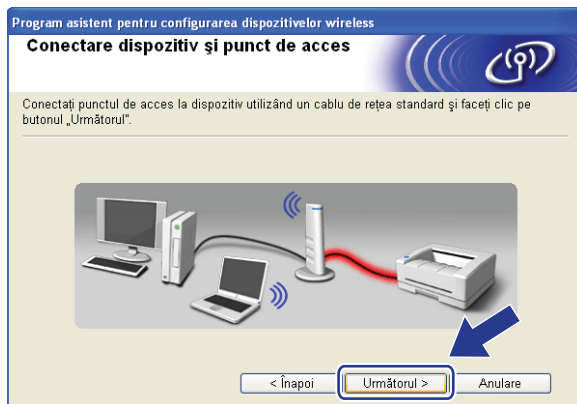 Program asistent pentru configurarea dispozitivelor wireless
Conectare dispozitiv şi punct de acces
Conectaţi punctul de acces la dispozitiv utilizând un cablu de reţea standard şi faceţi clic pe
butonul „Următorul”.
< Înapoi
Următorul >
Anulare